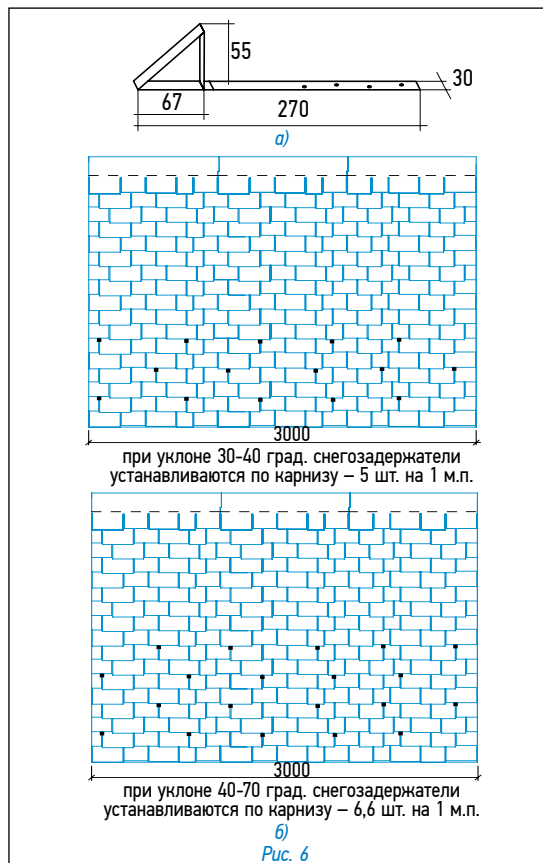 55
30
67
270
а)
3000
при уклоне 30-40 град. снегозадержатели
устанавливаются по карнизу – 5 шт. на 1 м.п.
3000
при уклоне 40-70 град. снегозадержатели
устанавливаются по карнизу – 6,6 шт. на 1 м.п.
б)
Рис. 6